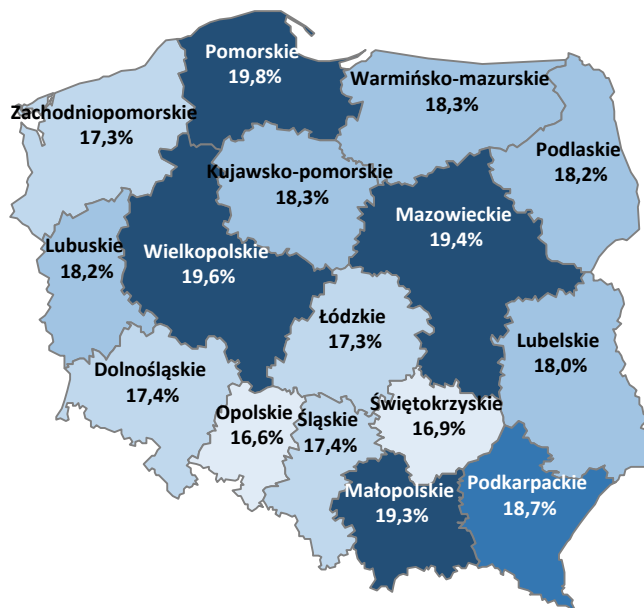 Pomorskie
19,8%
Warmińsko-mazurskie
18,3%
Zachodniopomorskie
17,3%
Podlaskie
18,2%
Kujawsko-pomorskie
18,3%
Mazowieckie
19,4%
Lubuskie
18,2%
Wielkopolskie
19,6%
Łódzkie
17,3%
Lubelskie
18,0%
Dolnośląskie
17,4%
Opolskie
16,6%
Śląskie
17,4%
Świętokrzyskie
16,9%
Małopolskie
19,3%
Podkarpackie
18,7%